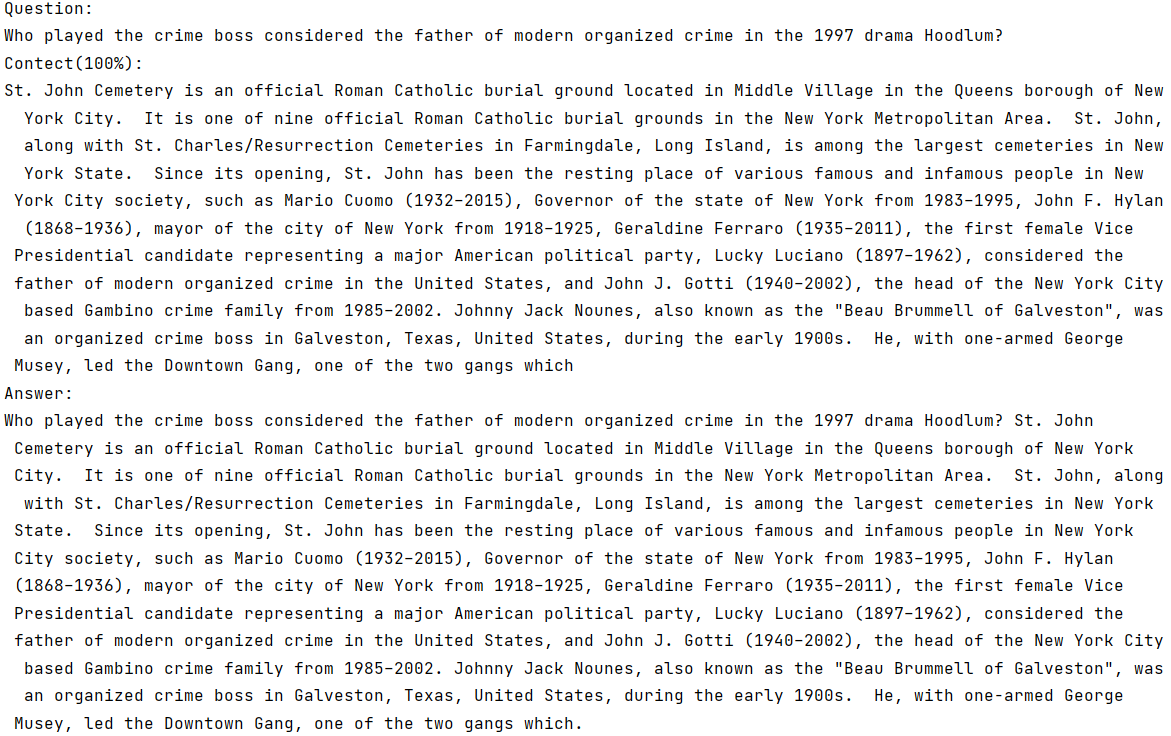 Question:
Who played the crime boss considered the father of modern organized crime in the 1997 drama Hoodlum?
Contect(100%):
St. John Cemetery is an official Roman Catholic burial ground located in Middle Village in the Queens borough of New
York City.  It is one of nine official Roman Catholic burial grounds in the New York Metropolitan Area.  St. John,
along with St. Charles/Resurrection Cemeteries in Farmingdale, Long Island, is among the largest cemeteries in New
York State.  Since its opening, St. John has been the resting place of various famous and infamous people in New
York City society, such as Mario Cuomo (1932–2015), Governor of the state of New York from 1983–1995, John F. Hylan
(1868–1936), mayor of the city of New York from 1918–1925, Geraldine Ferraro (1935–2011), the first female Vice
Presidential candidate representing a major American political party, Lucky Luciano (1897–1962), considered the
father of modern organized crime in the United States, and John J. Gotti (1940–2002), the head of the New York City
based Gambino crime family from 1985–2002. Johnny Jack Nounes, also known as the "Beau Brummell of Galveston", was
an organized crime boss in Galveston, Texas, United States, during the early 1900s.  He, with one-armed George
Musey, led the Downtown Gang, one of the two gangs which
Answer:
Who played the crime boss considered the father of modern organized crime in the 1997 drama Hoodlum? St. John
Cemetery is an official Roman Catholic burial ground located in Middle Village in the Queens borough of New York
City.  It is one of nine official Roman Catholic burial grounds in the New York Metropolitan Area.  St. John, along
with St. Charles/Resurrection Cemeteries in Farmingdale, Long Island, is among the largest cemeteries in New York
State.  Since its opening, St. John has been the resting place of various famous and infamous people in New York
City society, such as Mario Cuomo (1932–2015), Governor of the state of New York from 1983–1995, John F. Hylan
(1868–1936), mayor of the city of New York from 1918–1925, Geraldine Ferraro (1935–2011), the first female Vice
Presidential candidate representing a major American political party, Lucky Luciano (1897–1962), considered the
father of modern organized crime in the United States, and John J. Gotti (1940–2002), the head of the New York City
based Gambino crime family from 1985–2002. Johnny Jack Nounes, also known as the "Beau Brummell of Galveston", was
an organized crime boss in Galveston, Texas, United States, during the early 1900s.  He, with one-armed George
Musey, led the Downtown Gang, one of the two gangs which.